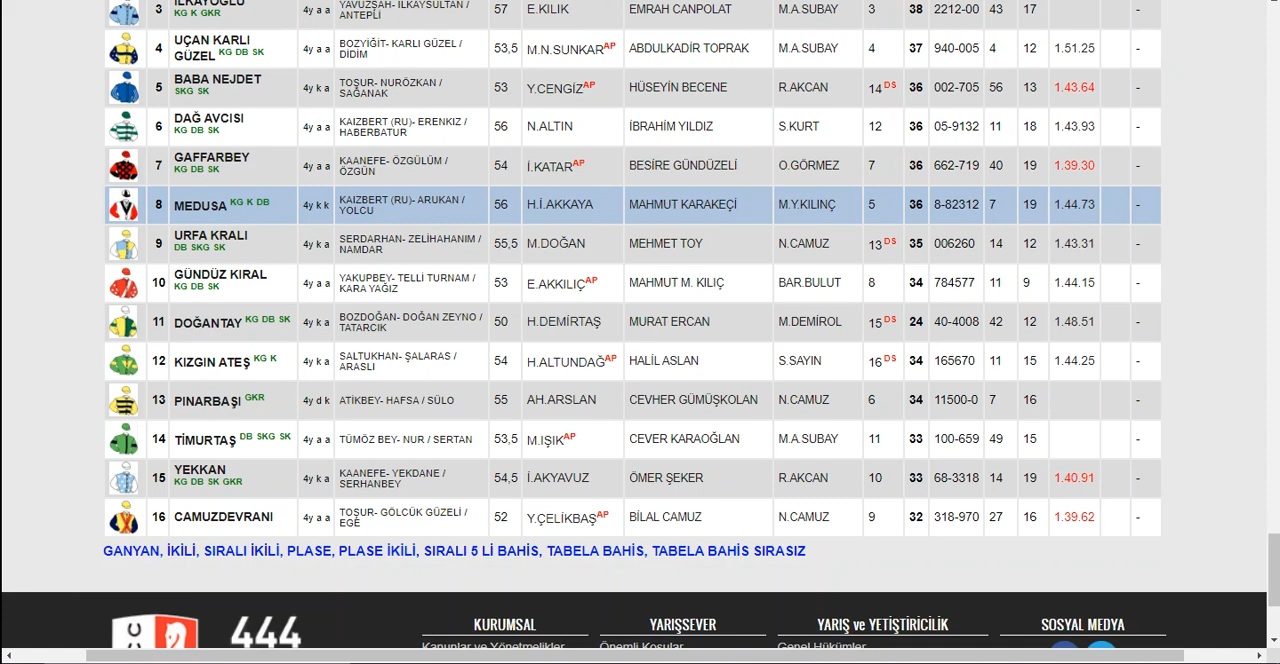 3 İLKAYOĞLU KG K GKR 4y a a YAVUZŞAH- İLKAYSULTAN / ANTEPLİ 57 E.KILIK EMRAH CANPOLAT M.A.SUBAY 3 38 2212-00 43 17 -
4 UÇAN KARLI GÜZEL KG DB SK 4y a a BOZYİĞİT- KARLI GÜZEL / DIDIM 53,5 M.N.SUNKAR AP ABDULKADİR TOPRAK M.A.SUBAY 4 37 940-005 4 12 1.51.25 -
5 BABA NEJDET SKG SK 4y k a TOŞUR- NURÖZKAN / SAĞANAK 53 Y.CENGİZ AP HÜSEYİN BECENE R.AKCAN 14 DS 36 002-705 56 13 1.43.64 -
6 DAĞ AVCISI KG DB SK 4y a a KAIZBERT (RU)- ERENKIZ / HABERBATUR 56 N.ALTIN İBRAHİM YILDIZ S.KURT 12 36 05-9132 11 18 1.43.93 -
7 GAFFARBEY KG DB SK 4y a a KAANEFE- ÖZGÜLÜM / ÖZGÜN 54 İ.KATAR AP BESİRE GÜNDÜZELİ O.GÖRMEZ 7 36 662-719 40 19 1.39.30 -
8 MEDUSA KG K DB 4y k k KAIZBERT (RU)- ARUKAN / YOLCU 56 H.İ.AKKAYA MAHMUT KARAKEÇİ M.Y.KILINÇ 5 36 8-82312 7 19 1.44.73 -
9 URFA KRALI DB SKG SK 4y k a SERDARHAN- ZELİHAHANIM / NAMDAR 55,5 M.DOĞAN MEHMET TOY N.CAMUZ 13 DS 35 006260 14 12 1.43.31 -
10 GÜNDÜZ KIRAL KG DB SK 4y k a YAKUPBEY- TELLİ TURNAM / KARA YAĞIZ 53 E.AKKILIÇ AP MAHMUT M. KILIÇ BAR.BULUT 8 34 784577 11 9 1.44.15 -
11 DOĞANTAY KG DB SK 4y k a BOZDOĞAN- DOĞAN ZEYNO / TATARCIK 50 H.DEMİRTAŞ MURAT ERCAN M.DEMİROL 15 DS 24 40-4008 42 12 1.48.51 -
12 KIZGIN ATEŞ KG K 4y k a SALTUKHAN- ŞALARAS / ARASLI 54 H.ALTUNDAĞ AP HALİL ASLAN S.SAYIN 16 DS 34 165670 11 15 1.44.25 -
13 PINARBAŞI GKR 4y d k ATİKBEY- HAFSA / SÜLO 55 AH.ARSLAN CEVHER GÜMÜŞKOLAN N.CAMUZ 6 34 11500-0 7 16 -
14 TİMURTAŞ DB SKG SK 4y a a TÜMÖZ BEY- NUR / SERTAN 53,5 M.IŞIK AP CEVER KARAOĞLAN M.A.SUBAY 11 33 100-659 49 15 -
15 YEKKAN KG DB SK GKR 4y k a KAANEFE- YEKDANE / SERHANBEY 54,5 İ.AKYAVUZ ÖMER ŞEKER R.AKCAN 10 33 68-3318 14 19 1.40.91 -
16 CAMUZDEVRANI 4y a a TOŞUR- GÖLCÜK GÜZELİ / EGE 52 Y.ÇELİKBAŞ AP BİLAL CAMUZ N.CAMUZ 9 32 318-970 27 16 1.39.62 -
GANYAN, İKİLİ, SIRALI İKİLİ, PLASE, PLASE İKİLİ, SIRALI 5 Lİ BAHİS, TABELA BAHİS, TABELA BAHİS SIRASIZ
444 KURUMSAL YARIŞSEVER YARIŞ ve YETİŞTİRİCİLİK SOSYAL MEDYA
Kanunlar ve Yönetmelikler Önemli Koşular Genel Hükümler